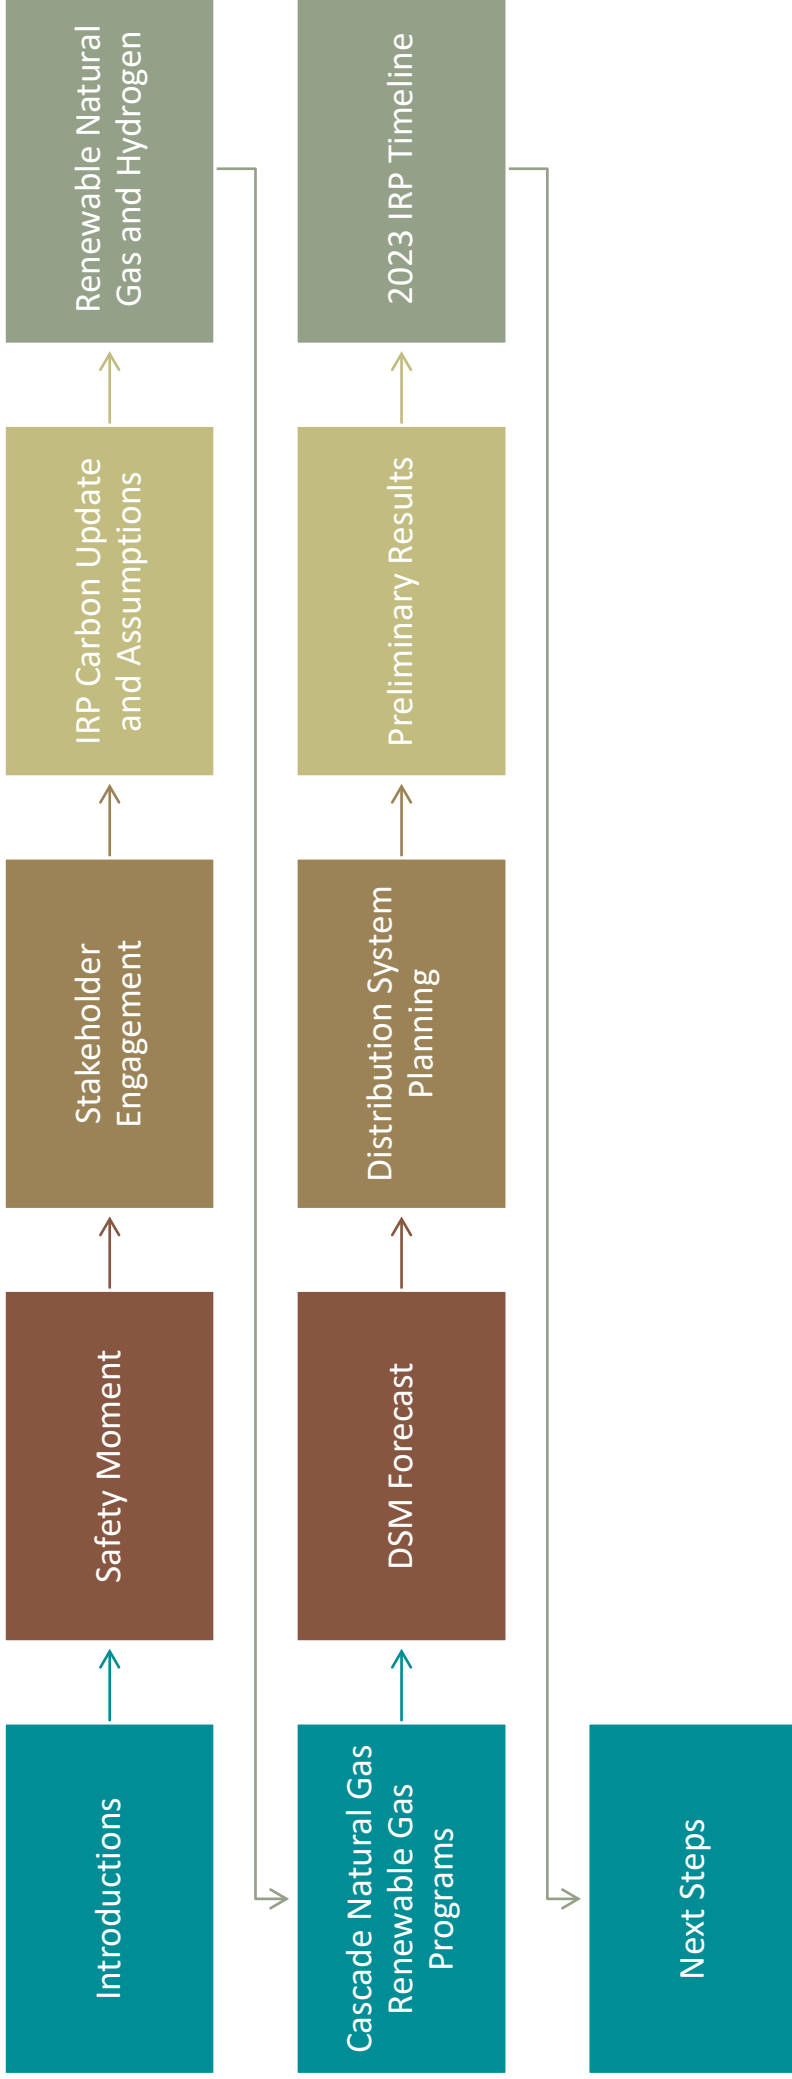 Introductions
Safety Moment
Stakeholder
Engagement
IRP Carbon Update
and Assumptions
Renewable Natural
Gas and Hydrogen
Cascade Natural Gas
Renewable Gas
Programs
DSM Forecast
Distribution System
Planning
Preliminary Results
2023 IRP Timeline
Next Steps